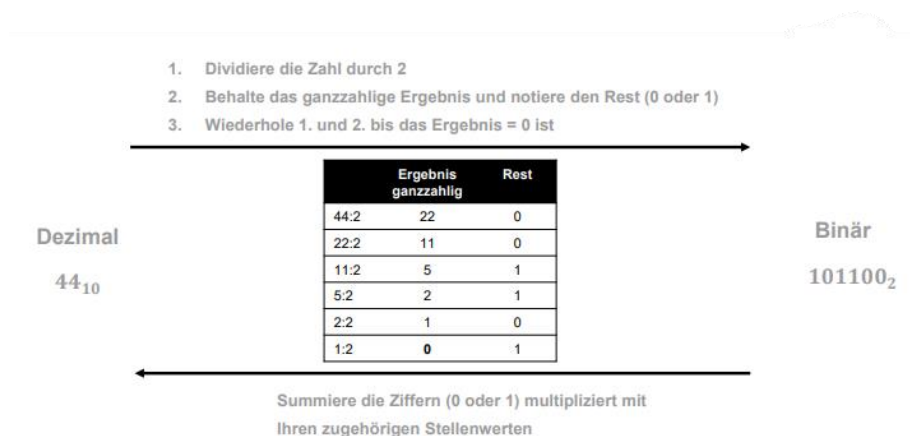 1. Dividiere die Zahl durch 2
2. Behalte das ganzzahlige Ergebnis und notiere den Rest (0 oder 1)
3. Wiederhole 1. und 2. bis das Ergebnis = 0 ist
Ergebnis ganzzahlig Rest
44:2 22 0
22:2 11 0
11:2 5 1
5:2 2 1
2:2 1 0
1:2 0 1
Dezimal
44₁₀
Binär
101100₂
Summiere die Ziffern (0 oder 1) multipliziert mit
Ihren zugehörigen Stellenwerten